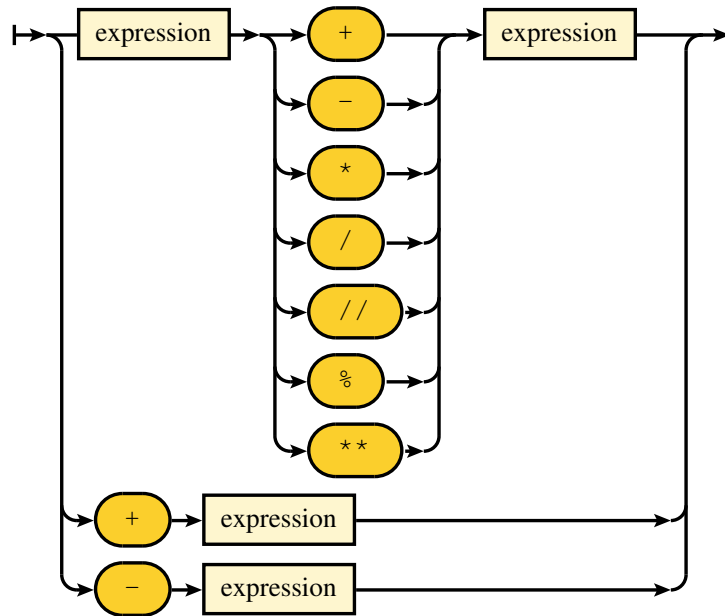 expression + expression
-
*
/
//
%
**
+ expression
- expression